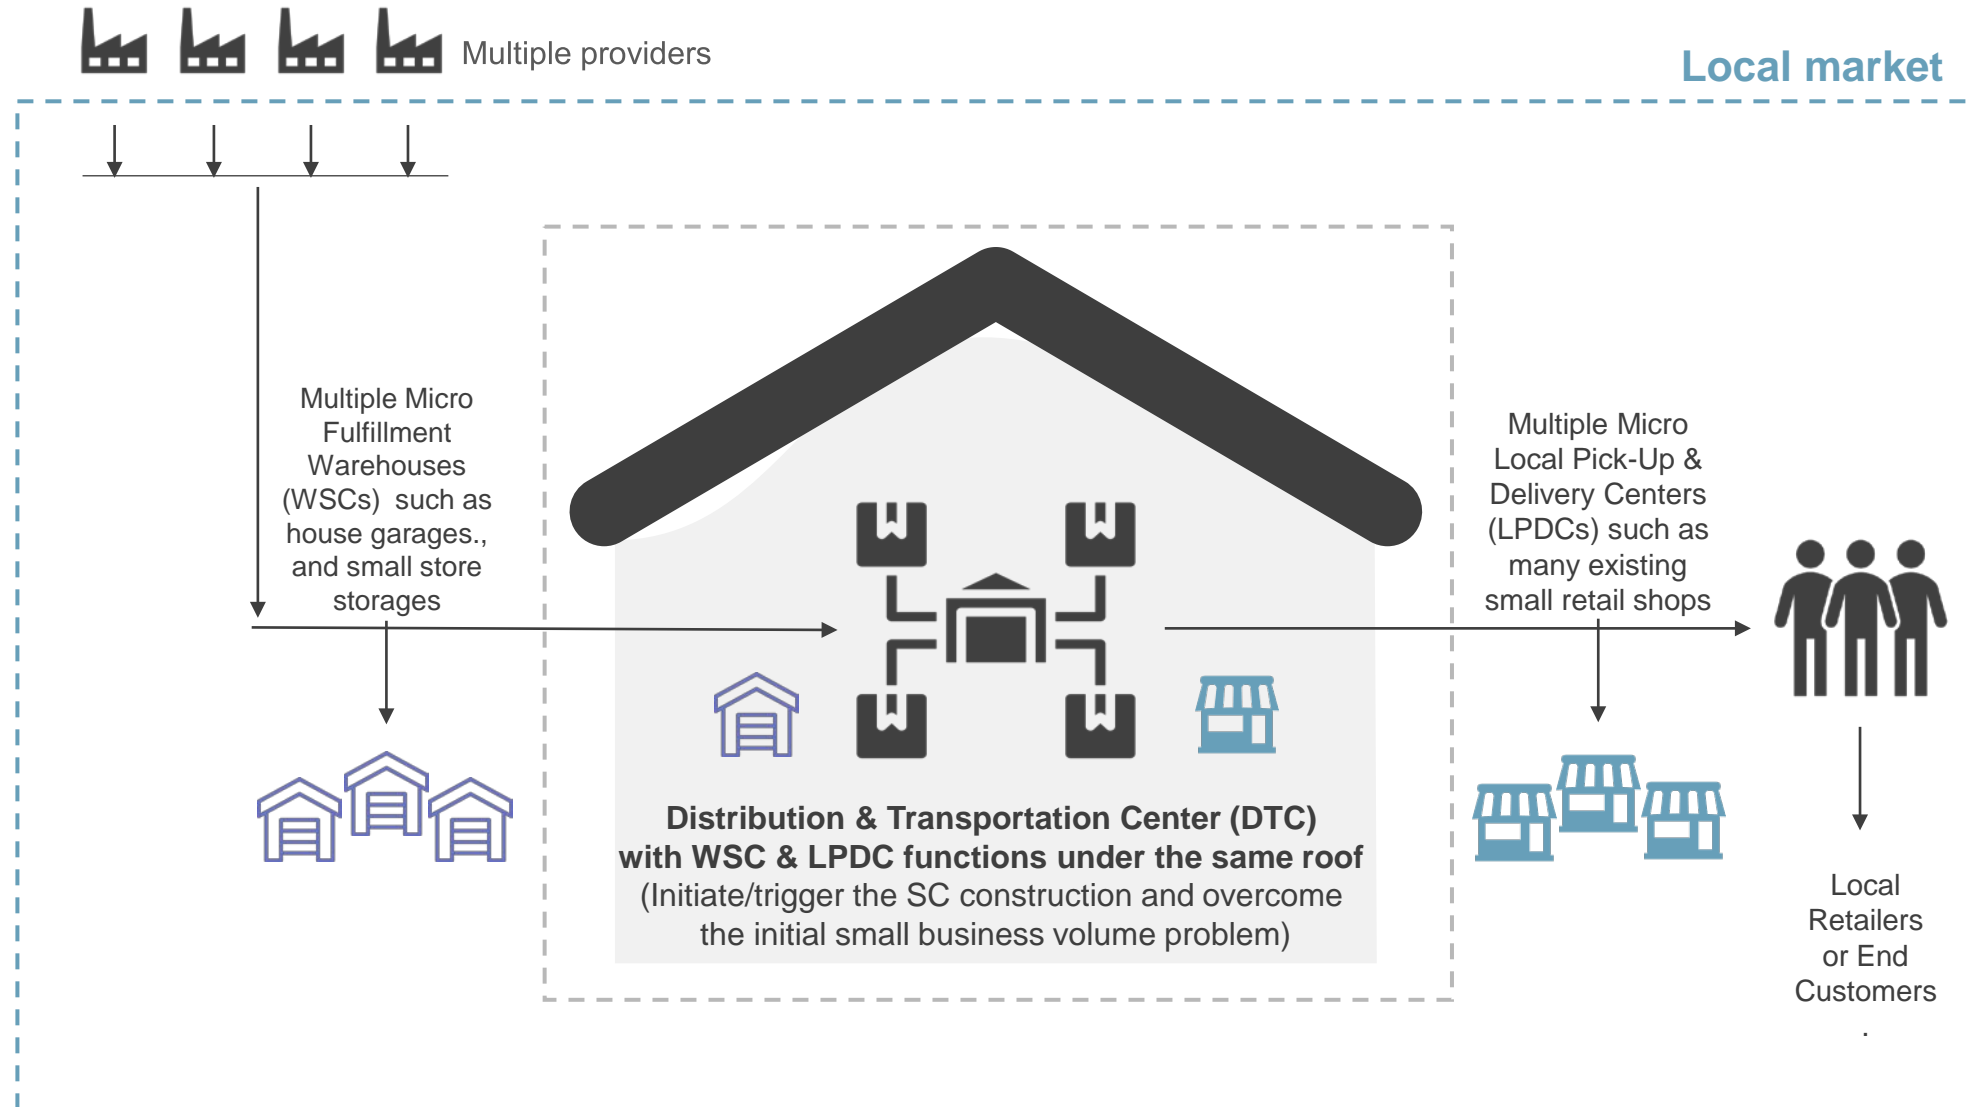 Multiple providers
Local market
Multiple Micro
Fulfillment
Warehouses
(WSCs)  such as
house garages.,
and small store
storages
Distribution & Transportation Center (DTC)
with WSC & LPDC functions under the same roof
(Initiate/trigger the SC construction and overcome
the initial small business volume problem)
Multiple Micro
Local Pick-Up &
Delivery Centers
(LPDCs) such as
many existing
small retail shops
Local
Retailers
or End
Customers
.